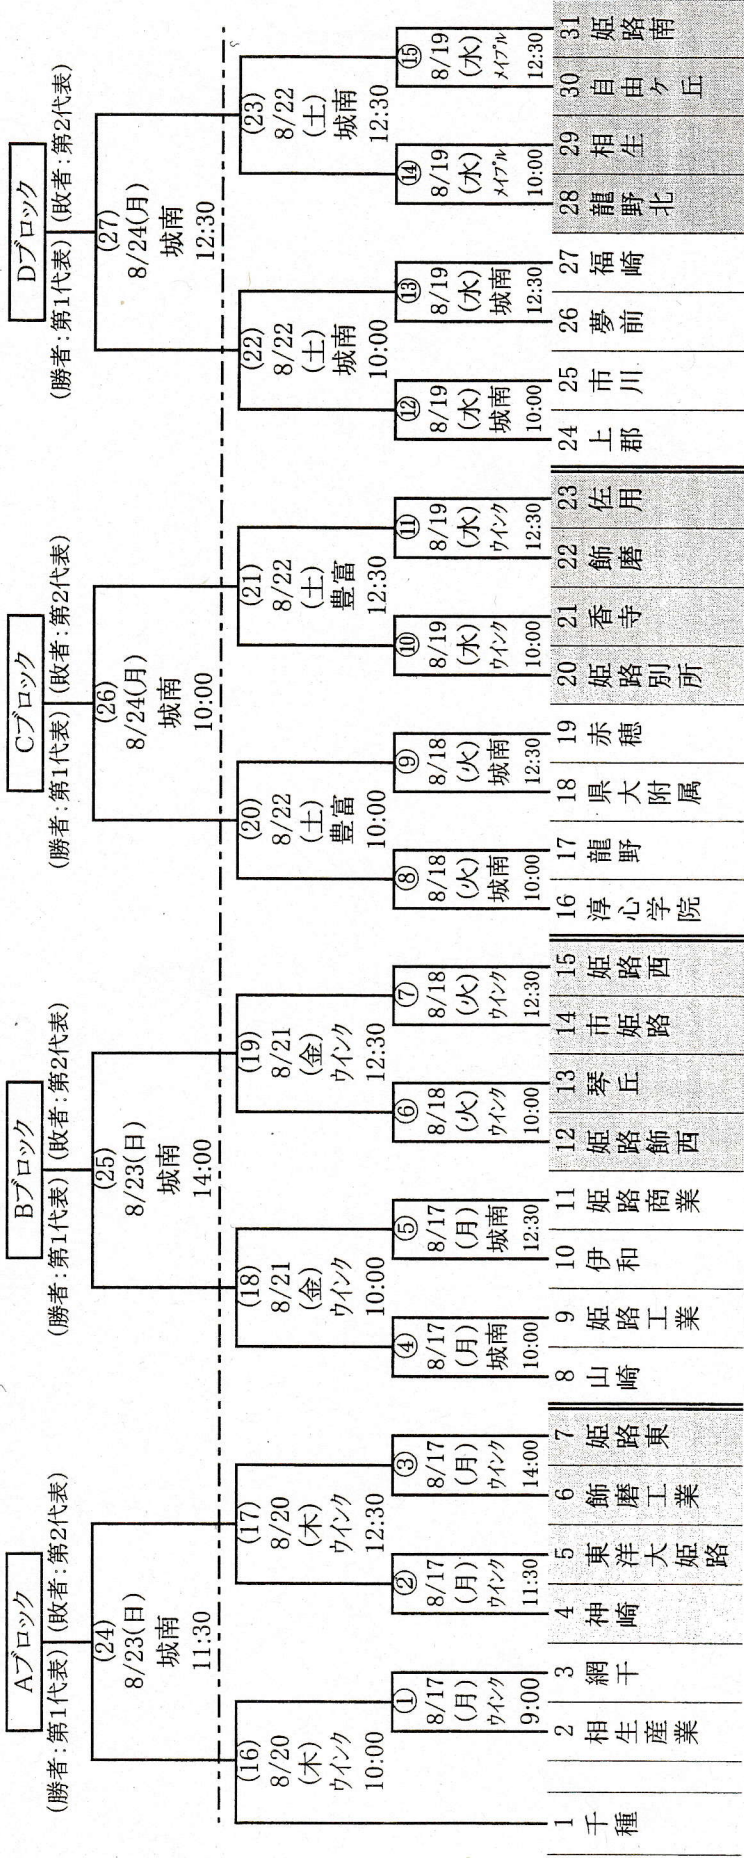 Aブロック
(勝者:第1代表)
(敗者:第2代表)
(24)
8/23(日)
城南
11:30
(16)
8/20
(木)
ウインク
10:00
(17)
8/20
(木)
ウインク
12:30
①
8/17
(月)
ウインク
9:00
②
8/17
(月)
ウインク
11:30
③
8/17
(月)
ウインク
14:00
1 千種
2 相生産業
3 網干
4 神崎
5 東洋大姫路
6 飾磨工業
7 姫路東
Bブロック
(勝者:第1代表)
(敗者:第2代表)
(25)
8/23(日)
城南
14:00
(18)
8/21
(金)
ウインク
10:00
(19)
8/21
(金)
ウインク
12:30
④
8/17
(月)
城南
10:00
⑤
8/17
(月)
城南
12:30
⑥
8/18
(火)
ウインク
10:00
⑦
8/18
(火)
ウインク
12:30
8 山崎
9 姫路工業
10 伊和
11 姫路商業
12 姫路飾西
13 琴丘
14 市姫路
15 姫路西
Cブロック
(勝者:第1代表)
(敗者:第2代表)
(26)
8/24(月)
城南
10:00
(20)
8/22
(土)
豊富
10:00
(21)
8/22
(土)
豊富
12:30
⑧
8/18
(火)
城南
10:00
⑨
8/18
(火)
城南
12:30
⑩
8/19
(水)
ウインク
10:00
⑪
8/19
(水)
ウインク
12:30
16 淳心学院
17 龍野
18 県大附属
19 赤穂
20 姫路別所
21 香寺
22 飾磨
23 佐用
Dブロック
(勝者:第1代表)
(敗者:第2代表)
(27)
8/24(月)
城南
12:30
(22)
8/22
(土)
城南
10:00
(23)
8/22
(土)
城南
12:30
⑫
8/19
(水)
城南
10:00
⑬
8/19
(水)
城南
12:30
⑭
8/19
(水)
メイプル
10:00
⑮
8/19
(水)
メイプル
12:30
24 上郡
25 市川
26 夢前
27 福崎
28 龍野北
29 相生
30 自由ヶ丘
31 姫路南